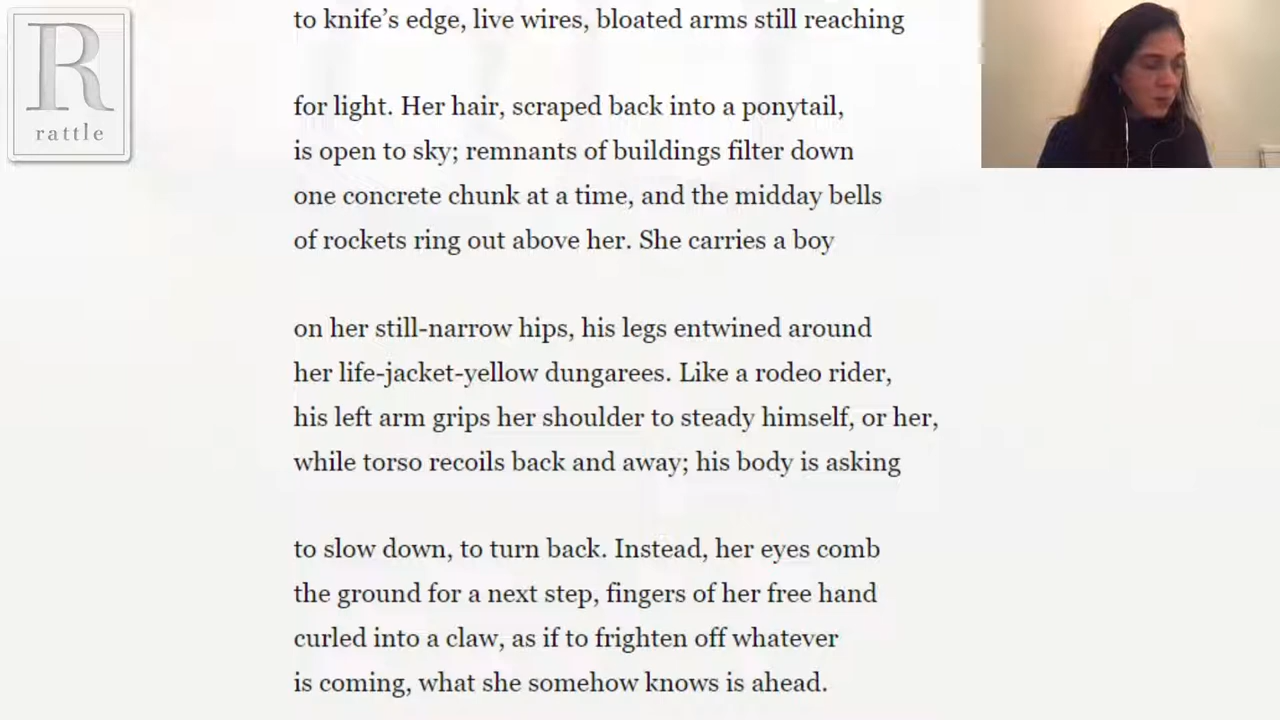 R
rattle
to knife’s edge, live wires, bloated arms still reaching
for light. Her hair, scraped back into a ponytail,
is open to sky; remnants of buildings filter down
one concrete chunk at a time, and the midday bells
of rockets ring out above her. She carries a boy
on her still-narrow hips, his legs entwined around
her life-jacket-yellow dungarees. Like a rodeo rider,
his left arm grips her shoulder to steady himself, or her,
while torso recoils back and away; his body is asking
to slow down, to turn back. Instead, her eyes comb
the ground for a next step, fingers of her free hand
curled into a claw, as if to frighten off whatever
is coming, what she somehow knows is ahead.